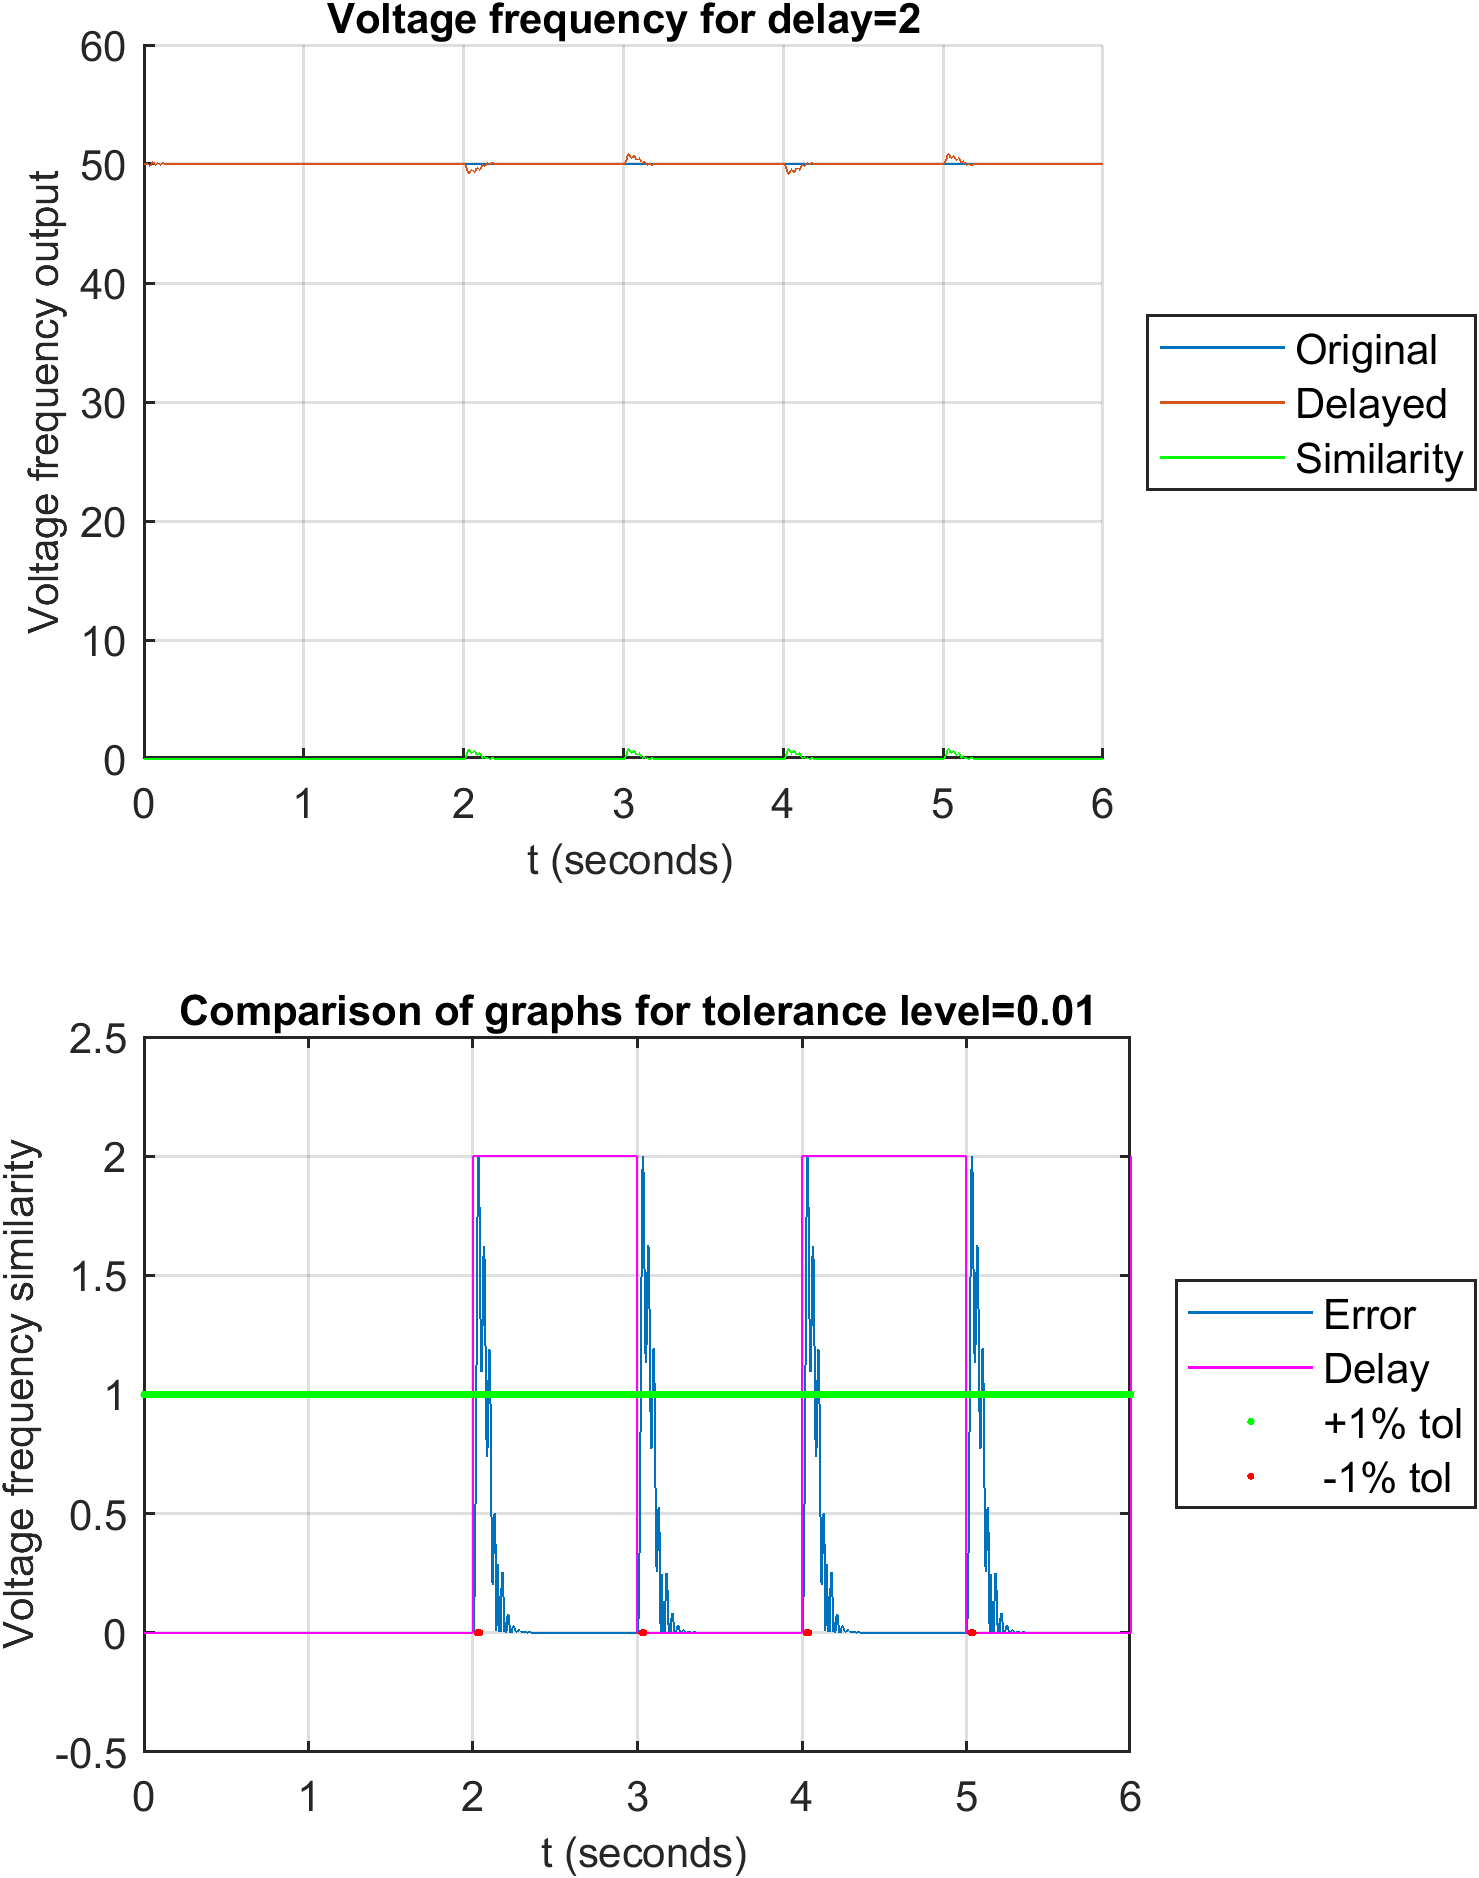 Voltage frequency for delay=2
60
50
40
30
20
10
0
Voltage frequency output
0 1 2 3 4 5 6
t (seconds)
Original
Delayed
Similarity
Comparison of graphs for tolerance level=0.01
2.5
2
1.5
1
0.5
0
-0.5
Voltage frequency similarity
0 1 2 3 4 5 6
t (seconds)
Error
Delay
+1% tol
-1% tol